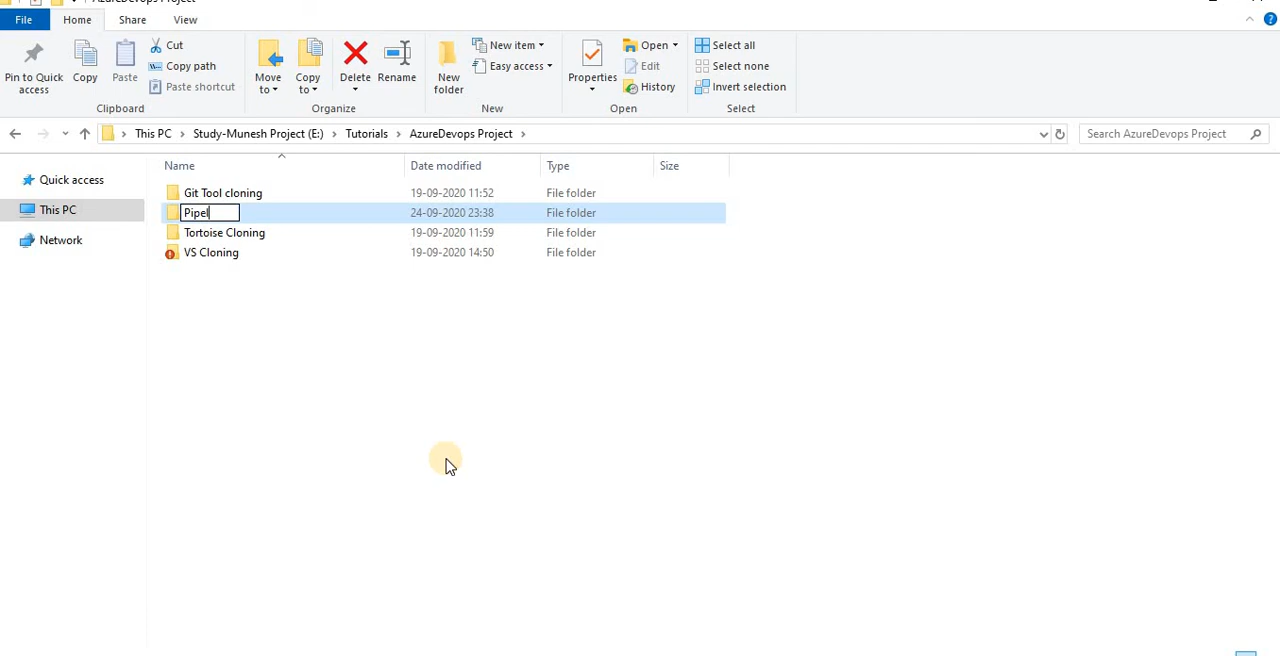 AzureDevops Project
File Home Share View
Pin to Quick access
Copy
Paste
Cut
Copy path
Paste shortcut
Clipboard
Move to
Copy to
Delete
Rename
Organize
New folder
New item
Easy access
New
Properties
Open
Edit
History
Open
Select all
Select none
Invert selection
Select
This PC Study-Munesh Project (E:) Tutorials AzureDevops Project
Search AzureDevops Project
Name Date modified Type Size
Quick access
This PC
Network
Git Tool cloning 19-09-2020 11:52 File folder
Pipel 24-09-2020 23:38 File folder
Tortoise Cloning 19-09-2020 11:59 File folder
VS Cloning 19-09-2020 14:50 File folder